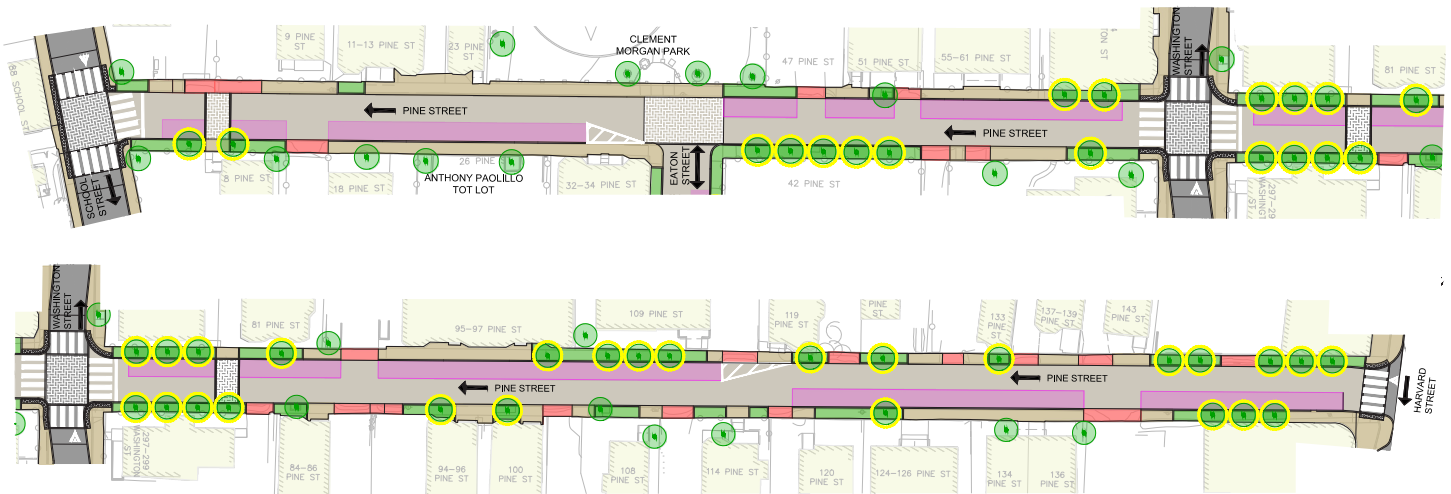 88 SCHOOL ST
SCHOOL
STREET
9 PINE
ST
11-13 PINE ST
23 PINE
ST
CLEMENT
MORGAN PARK
47 PINE ST
51 PINE ST
55-61 PINE ST
TON ST
WASHINGTON
STREET
81 PINE ST
PINE STREET
PINE STREET
8 PINE ST
18 PINE ST
26 PINE
ANTHONY PAOLILLO
TOT LOT
32-34 PINE ST
EATON
STREET
42 PINE ST
WASHINGTON
WASHINGTON
STREET
81 PINE ST
95-97 PINE ST
109 PINE ST
119
PINE ST
PINE
ST
133
PINE ST
137-139
PINE ST
143
PINE ST
PINE STREET
PINE STREET
HARVARD
STREET
297-299
WASHINGTON
ST
84-86
PINE ST
94-96
PINE ST
100
PINE ST
108
PINE ST
114 PINE ST
120
PINE ST
124-126 PINE ST
134
PINE ST
136
PINE ST